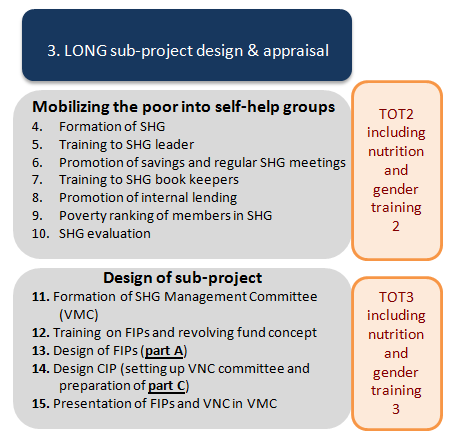 3. LONG sub-project design & appraisal
Mobilizing the poor into self-help groups
4. Formation of SHG
5. Training to SHG leader
6. Promotion of savings and regular SHG meetings
7. Training to SHG book keepers
8. Promotion of internal lending
9. Poverty ranking of members in SHG
10. SHG evaluation
TOT2
including
nutrition
and
gender
training
2
Design of sub-project
11. Formation of SHG Management Committee
(VMC)
12. Training on FIPs and revolving fund concept
13. Design of FIPs (part A)
14. Design CIP (setting up VNC committee and
preparation of part C)
15. Presentation of FIPs and VNC in VMC
TOT3
including
nutrition
and
gender
training
3